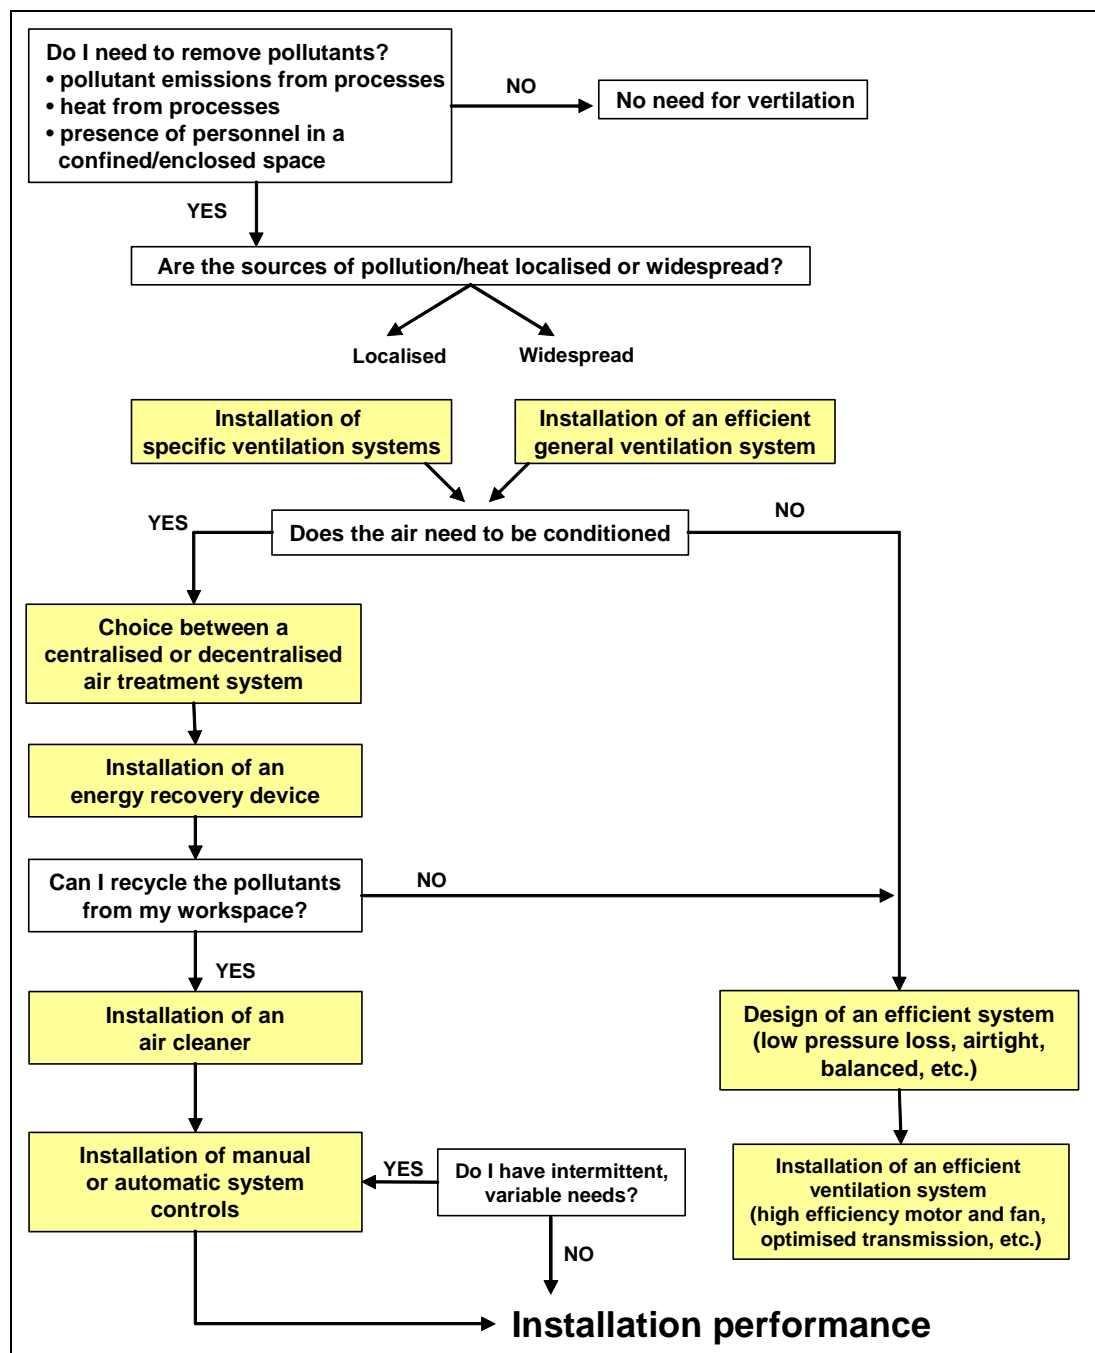 Do I need to remove pollutants?
• pollutant emissions from processes
• heat from processes
• presence of personnel in a
confined/enclosed space
NO
No need for vertilation
YES
Are the sources of pollution/heat localised or widespread?
Localised
Widespread
Installation of
specific ventilation systems
Installation of an efficient
general ventilation system
YES
Does the air need to be conditioned
NO
Choice between a
centralised or decentralised
air treatment system
Installation of an
energy recovery device
Can I recycle the pollutants
from my workspace?
NO
YES
Installation of an
air cleaner
Design of an efficient system
(low pressure loss, airtight,
balanced, etc.)
Installation of manual
or automatic system
controls
YES
Do I have intermittent,
variable needs?
Installation of an efficient
ventilation system
(high efficiency motor and fan,
optimised transmission, etc.)
NO
Installation performance